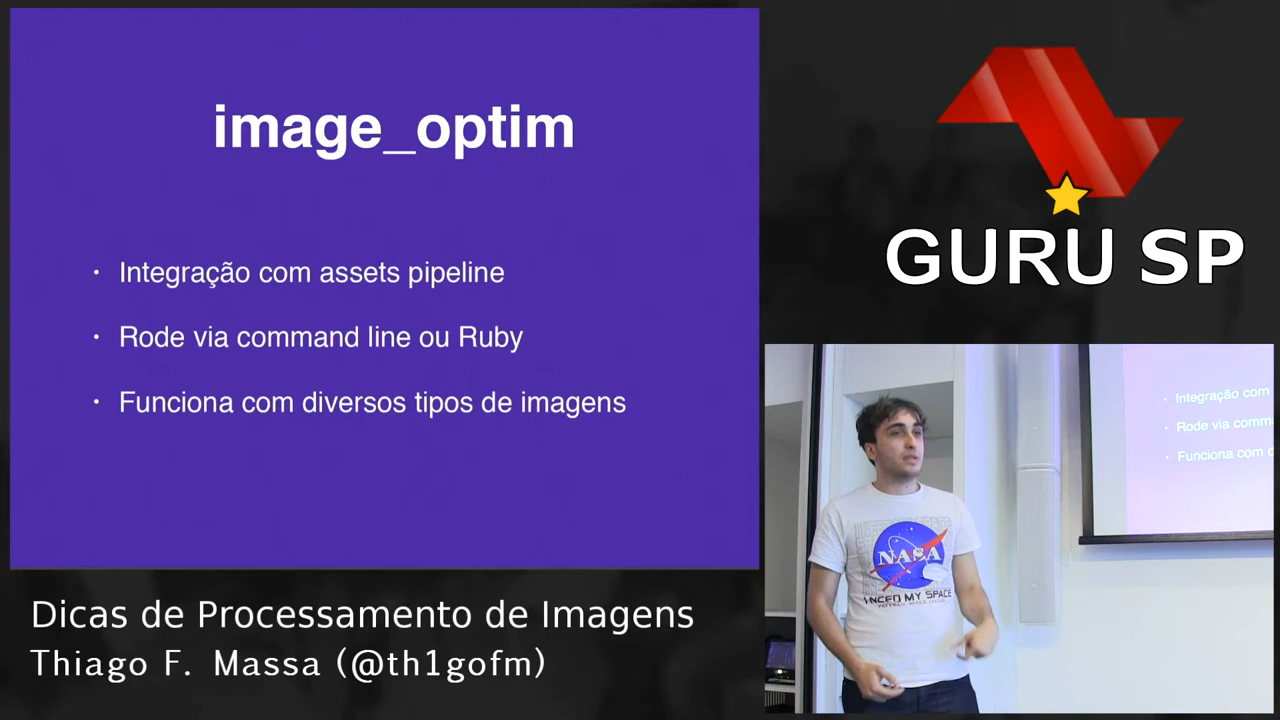 image_optim
· Integração com assets pipeline
· Rode via command line ou Ruby
· Funciona com diversos tipos de imagens
GURU SP
· Integração com
· Rode via comm
· Funciona com d
NASA
I NEED MY SPACE
Dicas de Processamento de Imagens
Thiago F. Massa (@th1gofm)